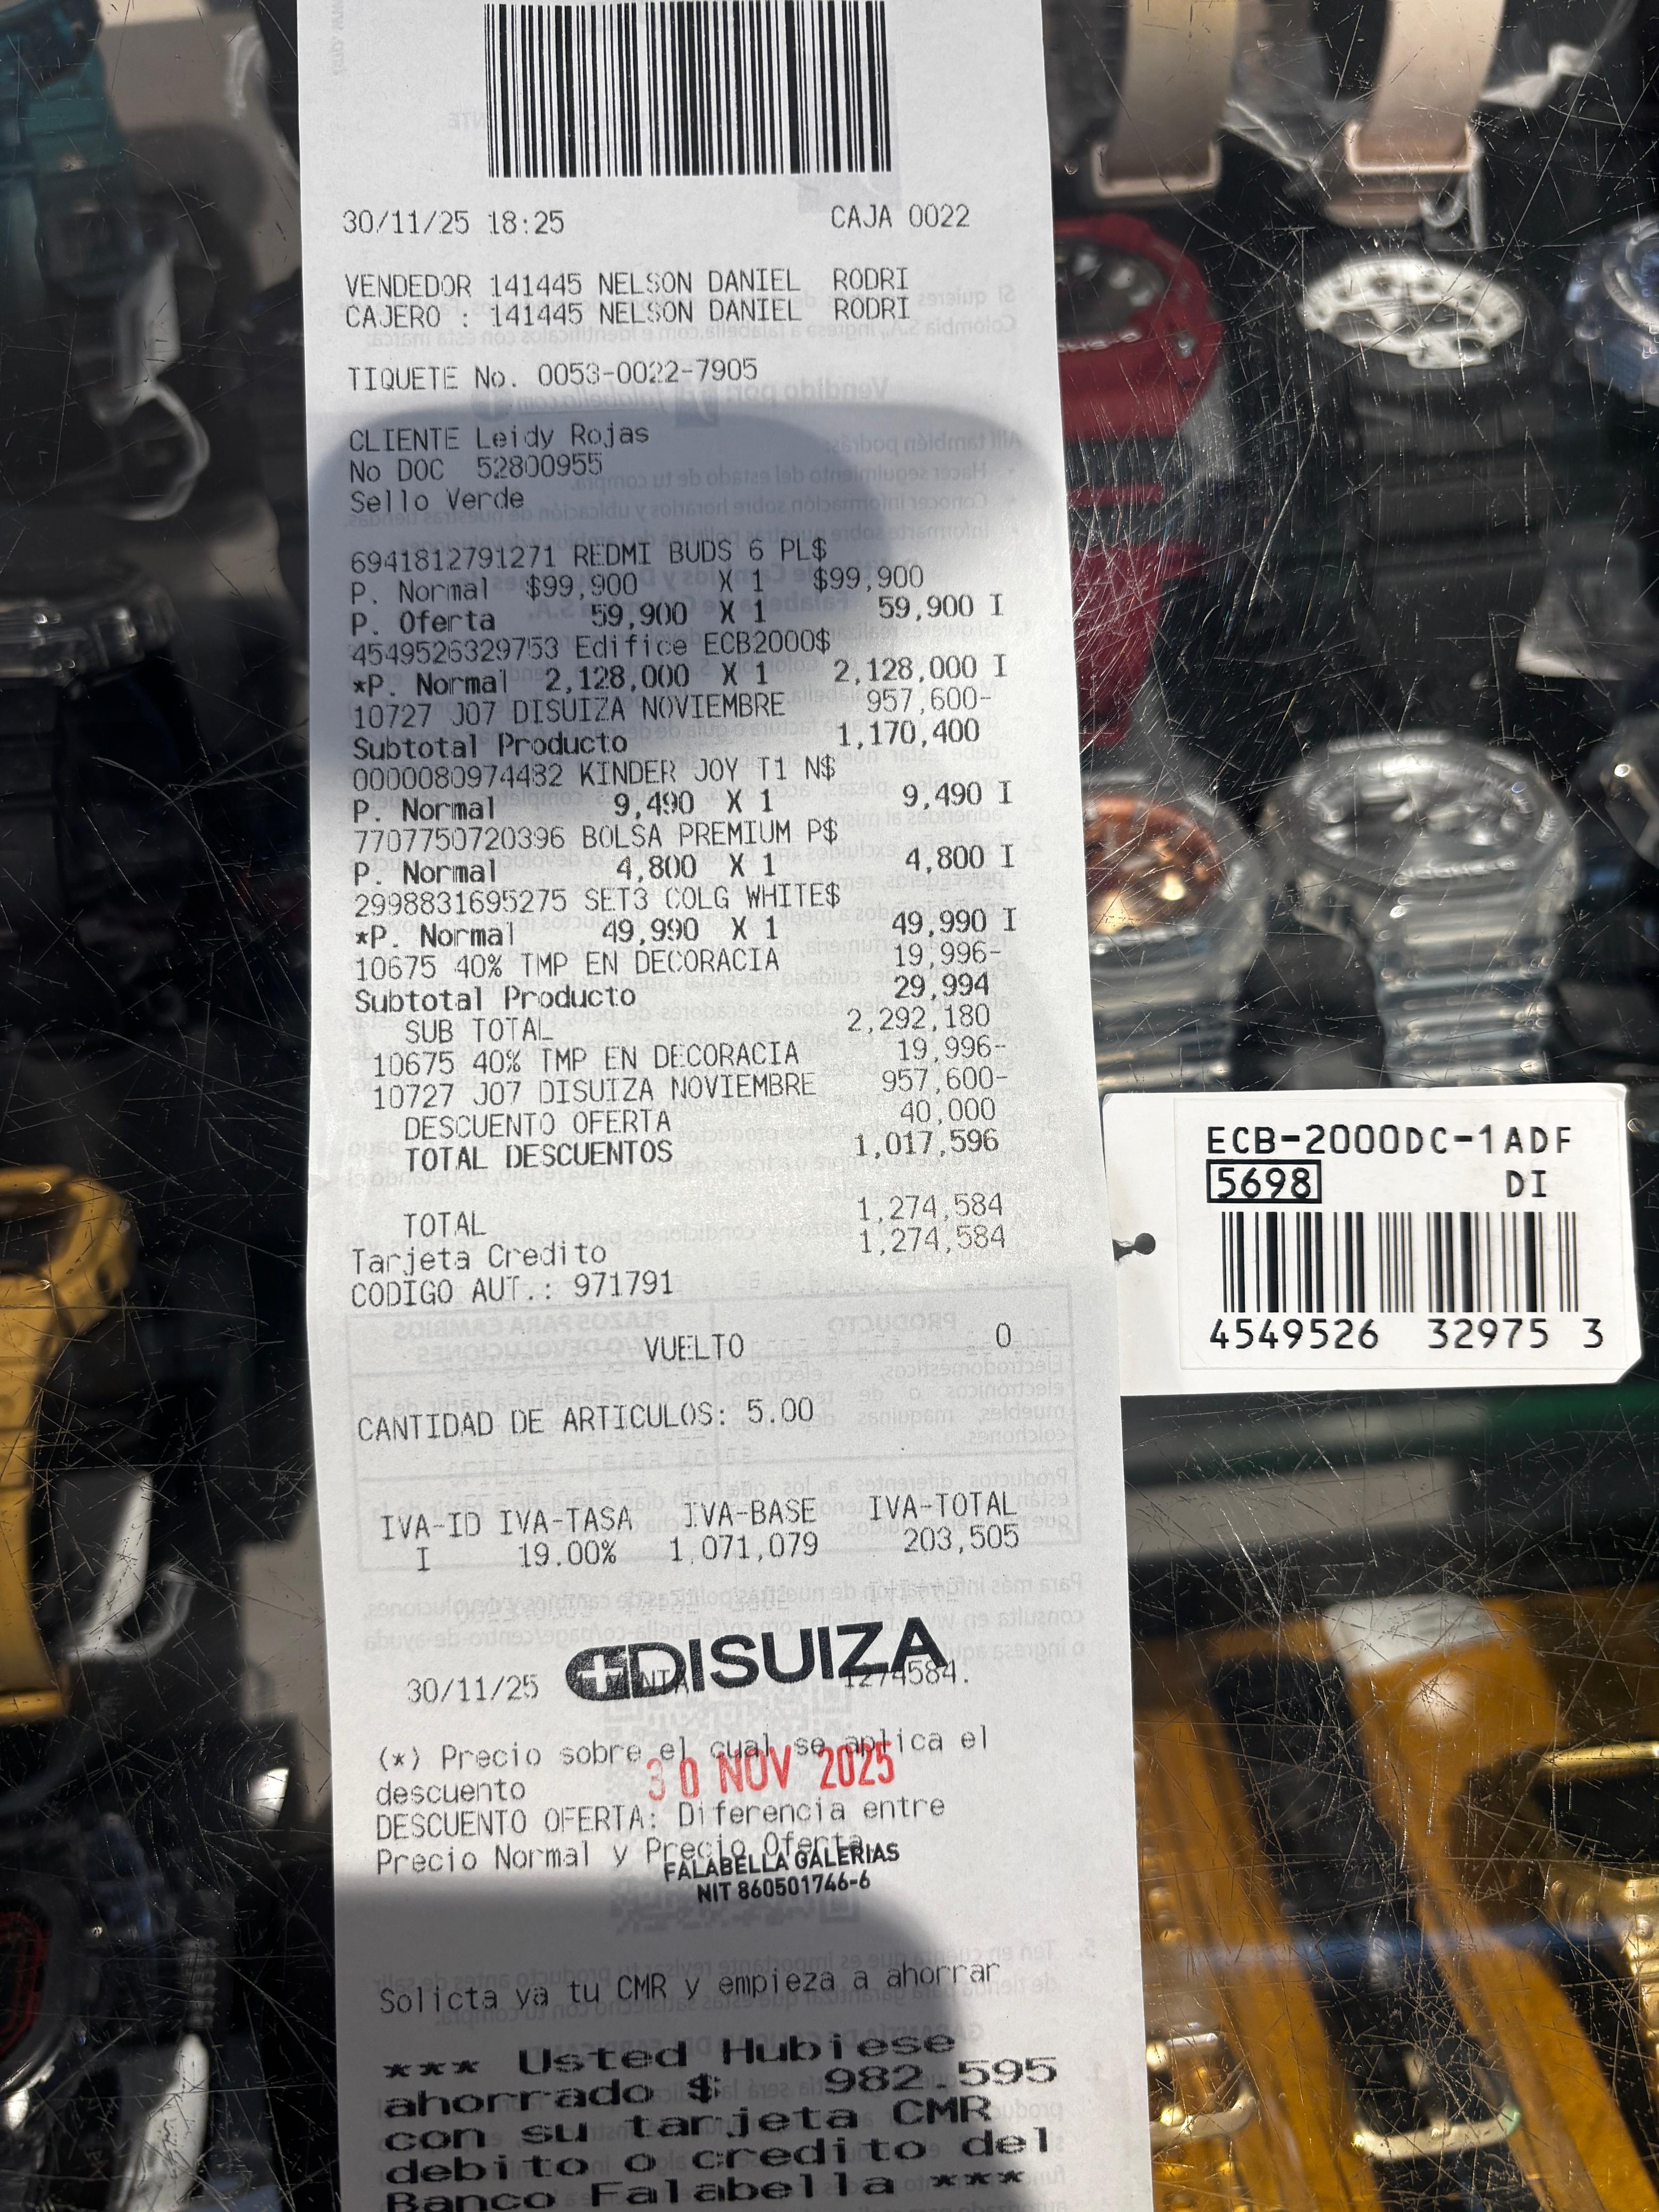 30/11/25 18:25 CAJA 0022
VENDEDOR 141445 NELSON DANIEL RODRI
CAJERO : 141445 NELSON DANIEL RODRI
TIQUETE No. 0053-0022-7905
CLIENTE Leidy Rojas
No DOC 52800955
Sello Verde
6941812791271 REDMI BUDS 6 PL$
P. Normal $99,900 X 1 $99,900
P. Oferta 59,900 X 1 59,900 I
4549526329753 Edifice ECB2000$
*P. Normal 2,128,000 X 1 2,128,000 I
10727 J07 DISUIZA NOVIEMBRE 957,600-
Subtotal Producto 1,170,400
0000080974482 KINDER JOY T1 N$
P. Normal 9,490 X 1 9,490 I
7707750720396 BOLSA PREMIUM P$
P. Normal 4,800 X 1 4,800 I
2998831695275 SET3 COLG WHITE$
*P. Normal 49,990 X 1 49,990 I
10675 40% TMP EN DECORACIA 19,996-
Subtotal Producto 29,994
SUB TOTAL 2,292,180
10675 40% TMP EN DECORACIA 19,996-
10727 J07 DISUIZA NOVIEMBRE 957,600-
DESCUENTO OFERTA 40,000
TOTAL DESCUENTOS 1,017,596
TOTAL 1,274,584
Tarjeta Credito 1,274,584
CODIGO AUT.: 971791
VUELTO 0
CANTIDAD DE ARTICULOS: 5.00
IVA-ID IVA-TASA IVA-BASE IVA-TOTAL
I 19.00% 1,071,079 203,505
DISUIZA
30/11/25 1274584.
(*) Precio sobre el cual se aplica el
descuento
30 NOV 2025
DESCUENTO OFERTA: Diferencia entre
Precio Normal y Precio Oferta
FALABELLA GALERIAS
NIT 860501746-6
Solicta ya tu CMR y empieza a ahorrar
*** Usted Hubiese
ahorrado $ 982.595
con su tarjeta CMR
debito o credito del
Banco Falabella ***
ECB-2000DC-1ADF
5698 DI
4549526 32975 3